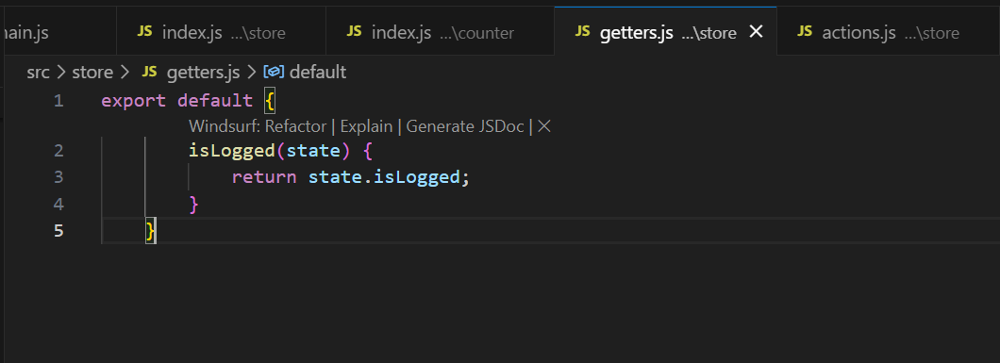 ain.js JS index.js ...\store JS index.js ...\counter JS getters.js ...\store JS actions.js ...\store
src > store > JS getters.js > default
1 export default {
Windsurf: Refactor | Explain | Generate JSDoc | ×
2 isLogged(state) {
3 return state.isLogged;
4 }
5 }